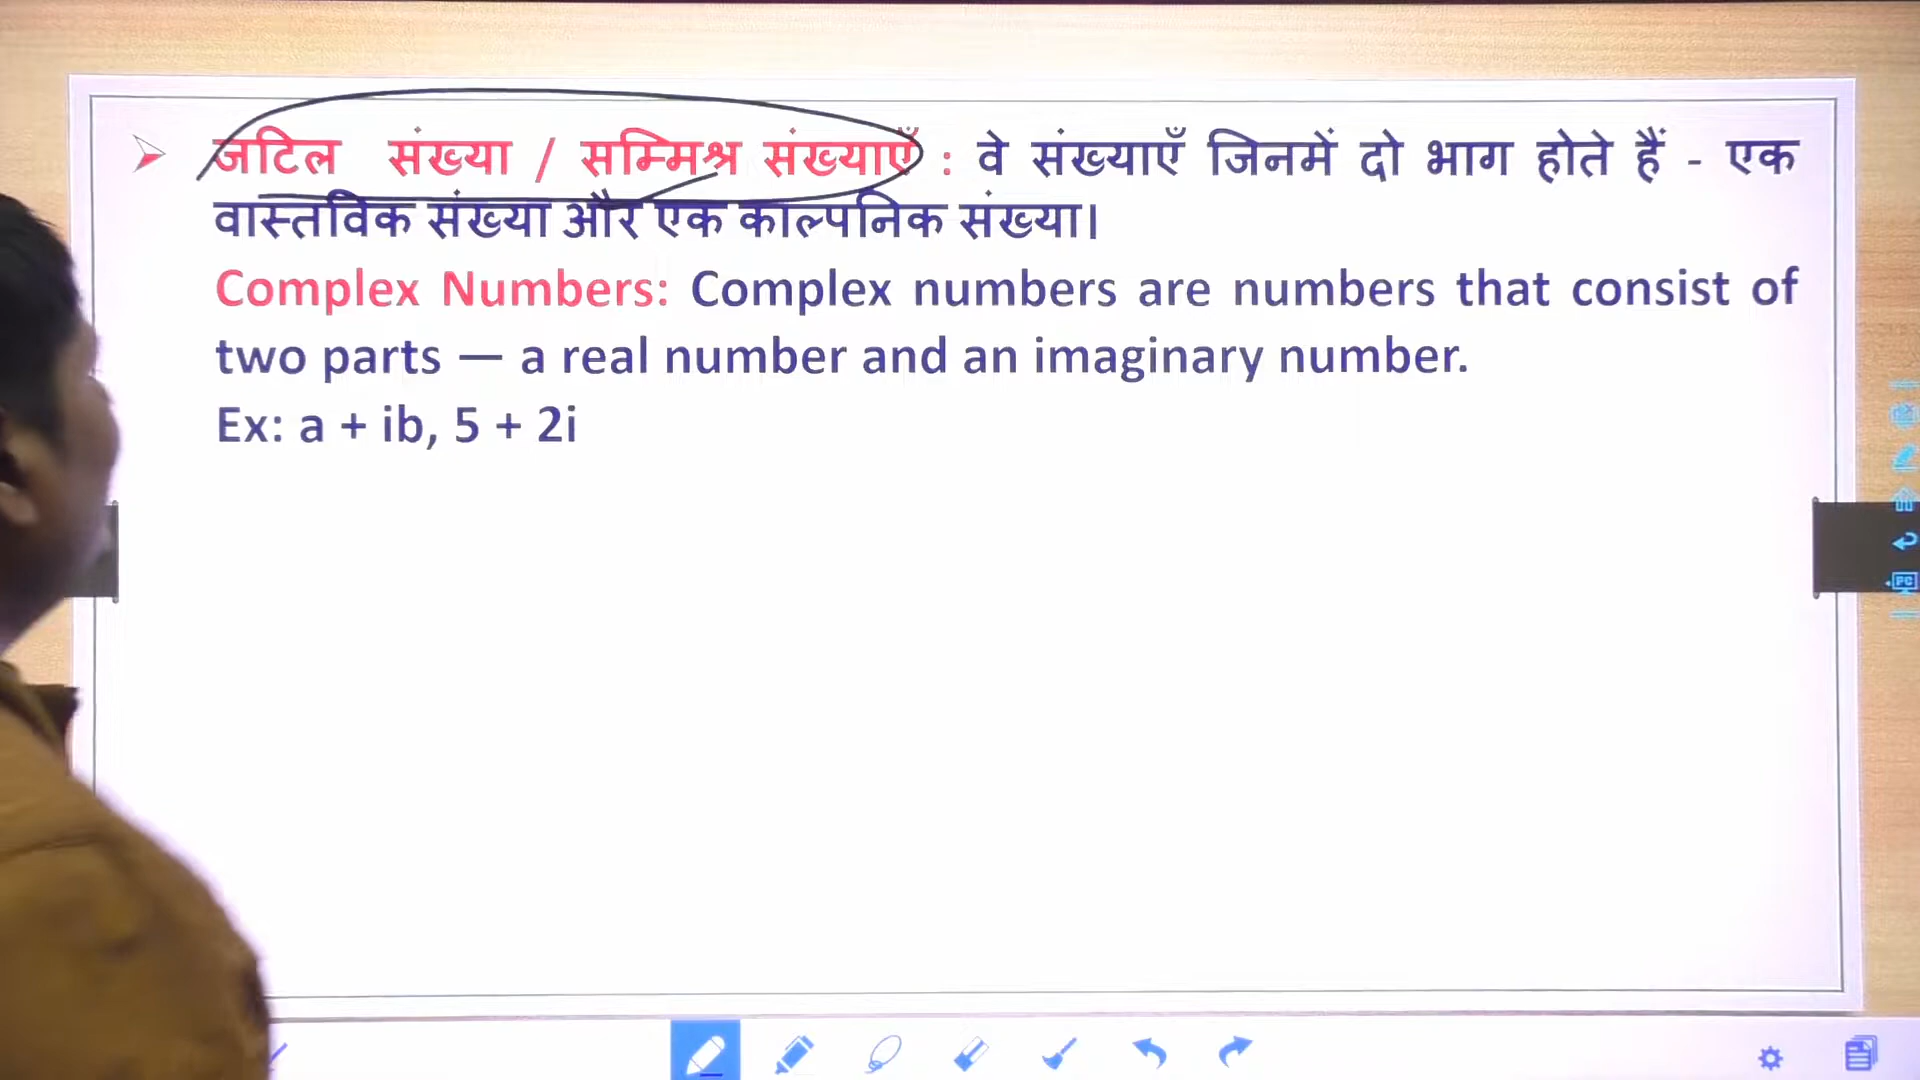 जटिल संख्या / सम्मिश्र संख्याएँ : वे संख्याएँ जिनमें दो भाग होते हैं - एक
वास्तविक संख्या और एक काल्पनिक संख्या।
Complex Numbers: Complex numbers are numbers that consist of
two parts — a real number and an imaginary number.
Ex: a + ib, 5 + 2i
PC